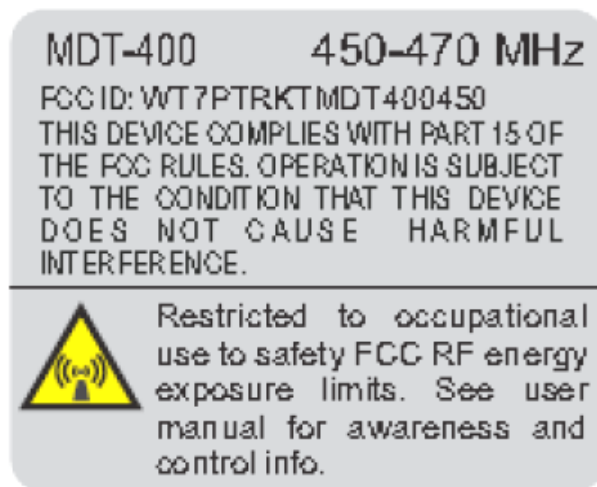 MDT-400 450-470 MHz
FCC ID: WT7PTRKTMDT400450
THIS DEVICE COMPLIES WITH PART 15 OF
THE FCC RULES. OPERATION IS SUBJECT
TO THE CONDITION THAT THIS DEVICE
DOES NOT CAUSE HARMFUL
INTERFERENCE.
Restricted to occupational
use to safety FCC RF energy
exposure limits. See user
manual for awareness and
control info.